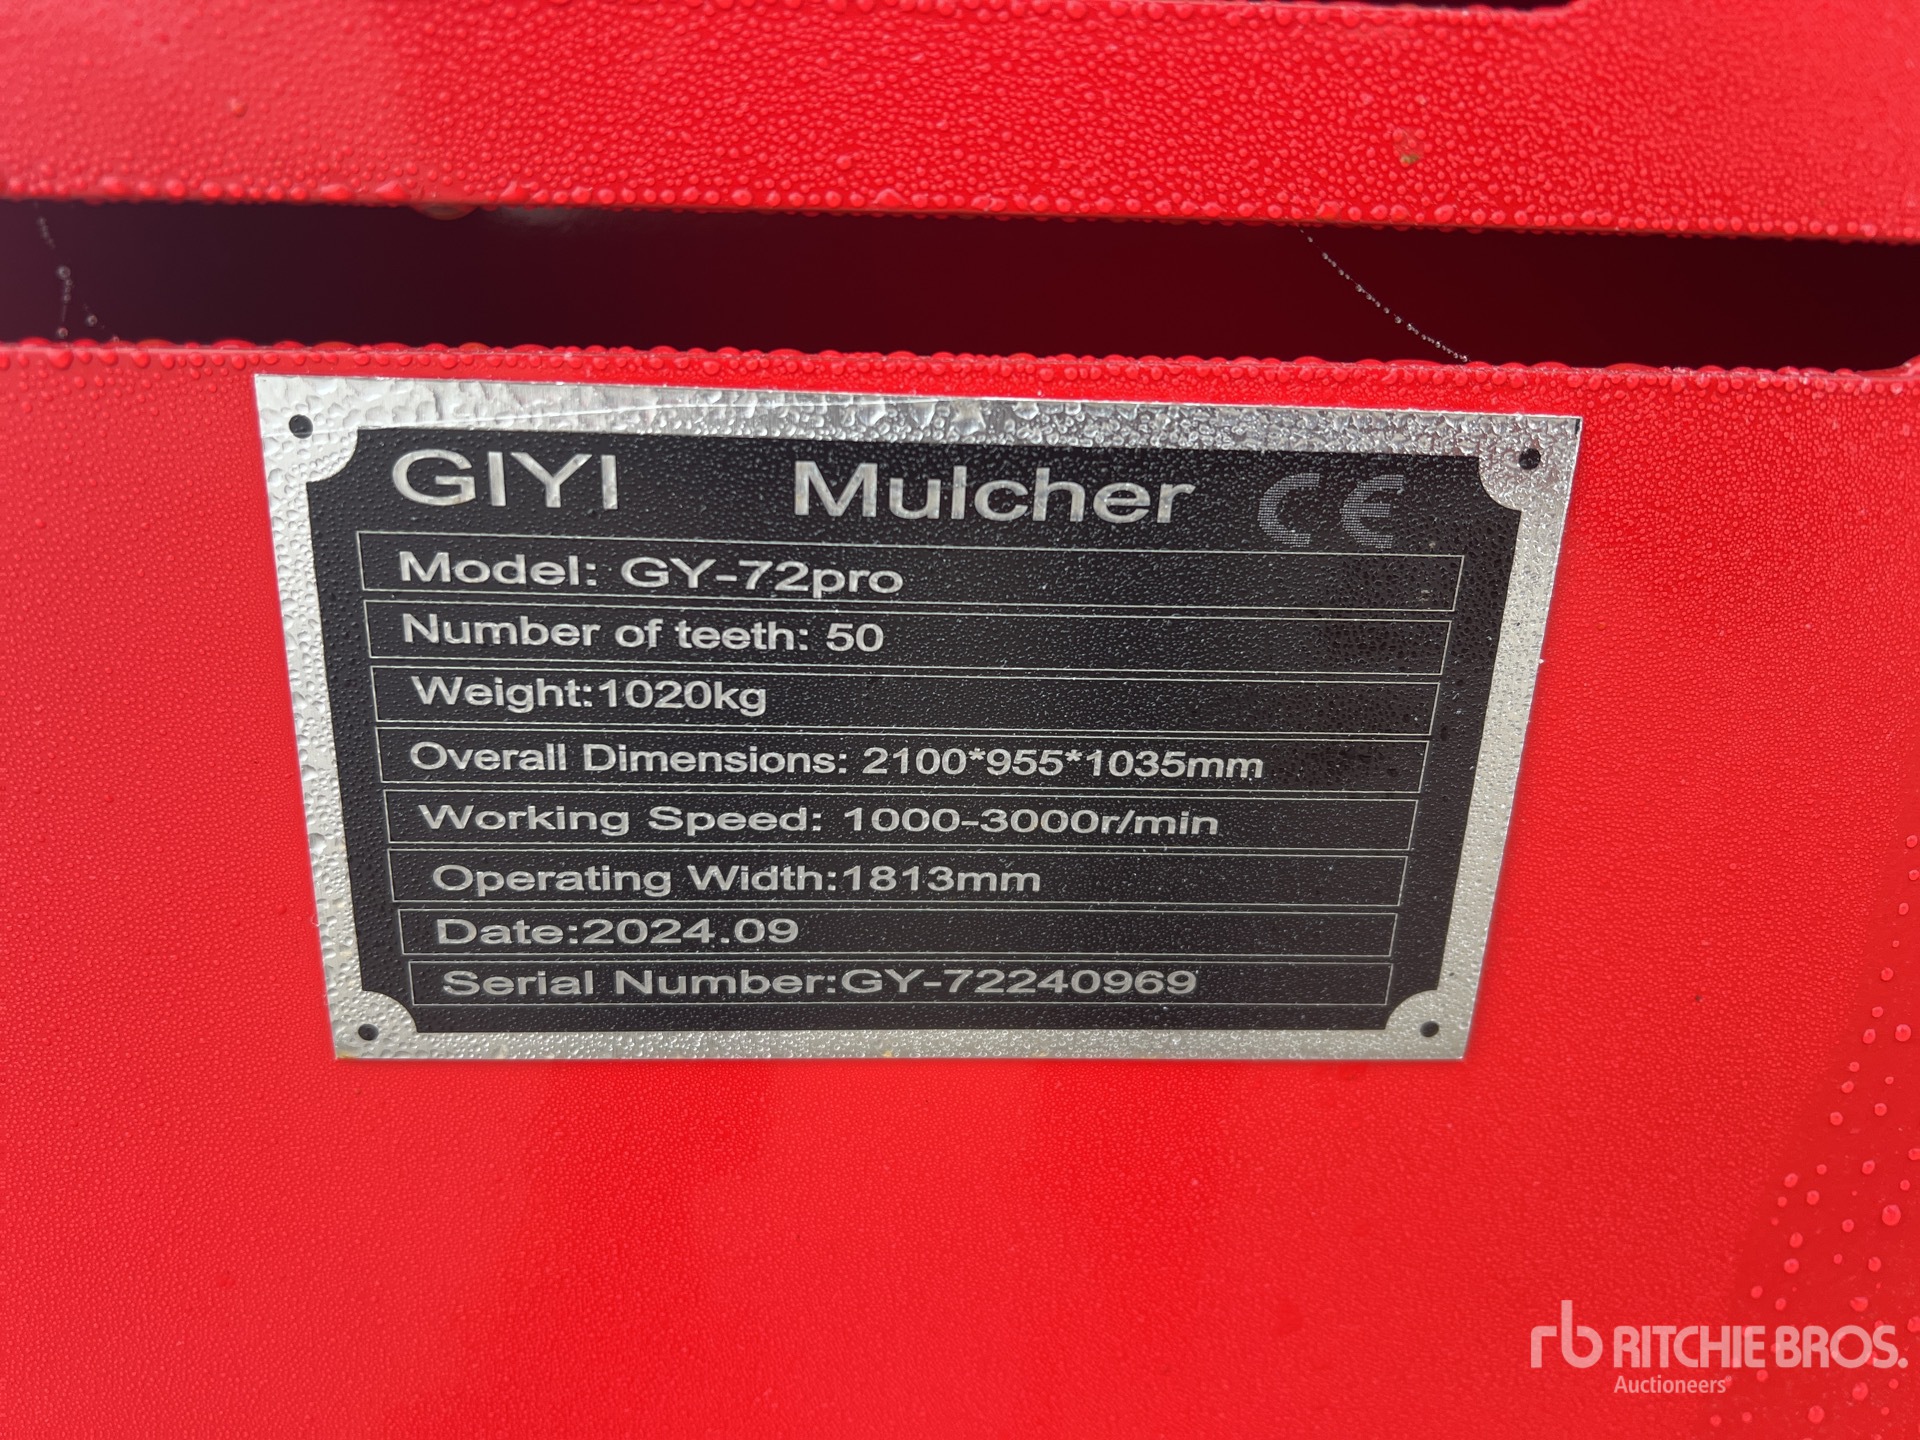 GIYI Mulcher CE
Model: GY-72pro
Number of teeth: 50
Weight:1020kg
Overall Dimensions: 2100*955*1035mm
Working Speed: 1000-3000r/min
Operating Width:1813mm
Date:2024.09
Serial Number:GY-72240969
rb RITCHIE BROS.
Auctioneers